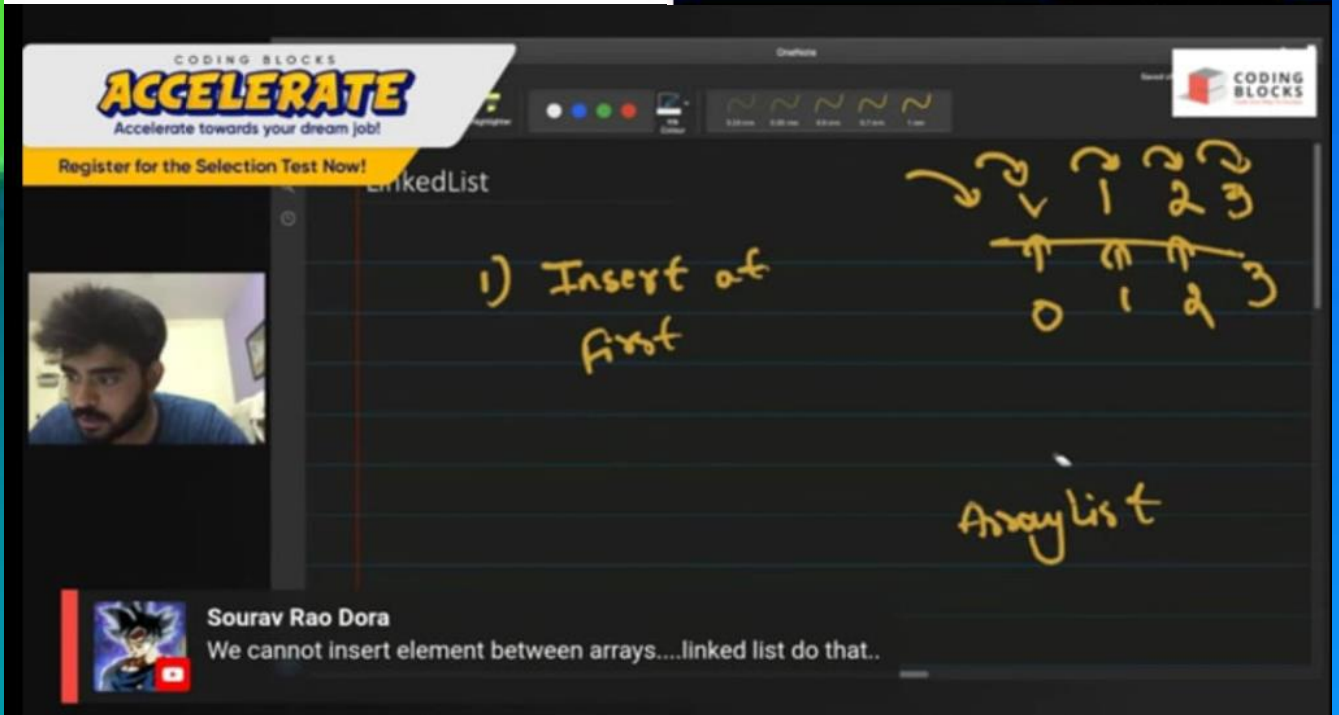 CODING BLOCKS
ACCELERATE
Accelerate towards your dream job!
Register for the Selection Test Now!
OneNote
CODING
BLOCKS
LinkedList
1) Insert at
first
1 2 3
0 1 2 3
ArrayList
Sourav Rao Dora
We cannot insert element between arrays....linked list do that..